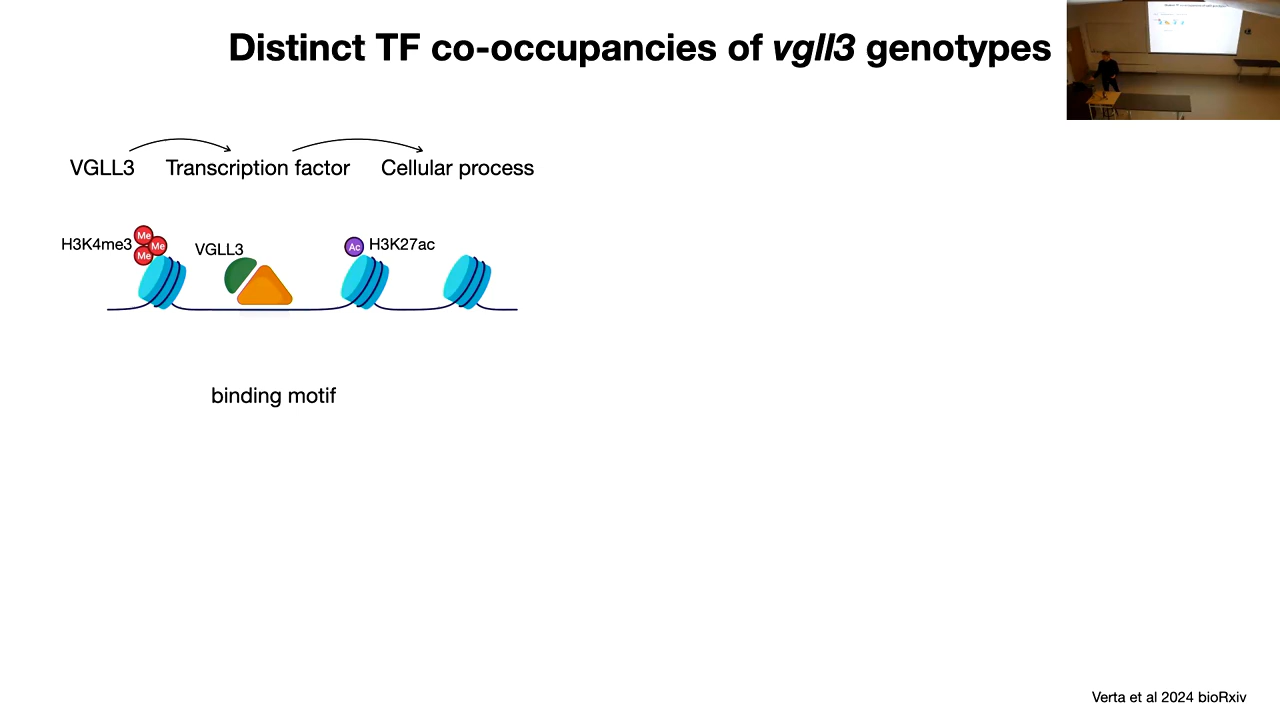 Distinct TF co-occupancies of vgll3 genotypes
VGLL3 Transcription factor Cellular process
H3K4me3 Me Me Me VGLL3 Ac H3K27ac
binding motif
Verta et al 2024 bioRxiv